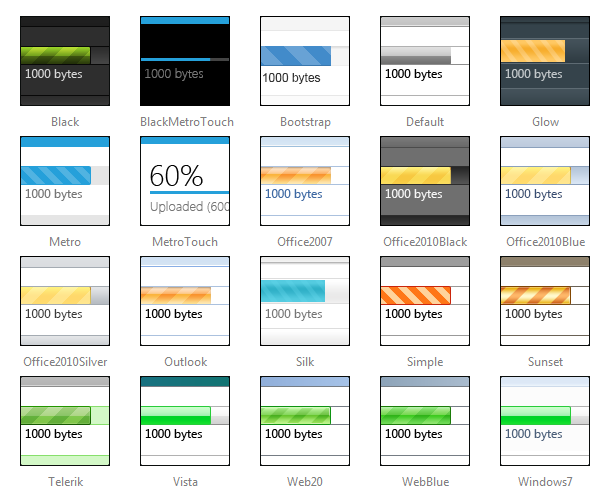 1000 bytes
1000 bytes
1000 bytes
1000 bytes
1000 bytes
Black
BlackMetroTouch
Bootstrap
Default
Glow
1000 bytes
60%
Uploaded (600
1000 bytes
1000 bytes
1000 bytes
Metro
MetroTouch
Office2007
Office2010Black
Office2010Blue
1000 bytes
1000 bytes
1000 bytes
1000 bytes
1000 bytes
Office2010Silver
Outlook
Silk
Simple
Sunset
1000 bytes
1000 bytes
1000 bytes
1000 bytes
1000 bytes
Telerik
Vista
Web20
WebBlue
Windows7